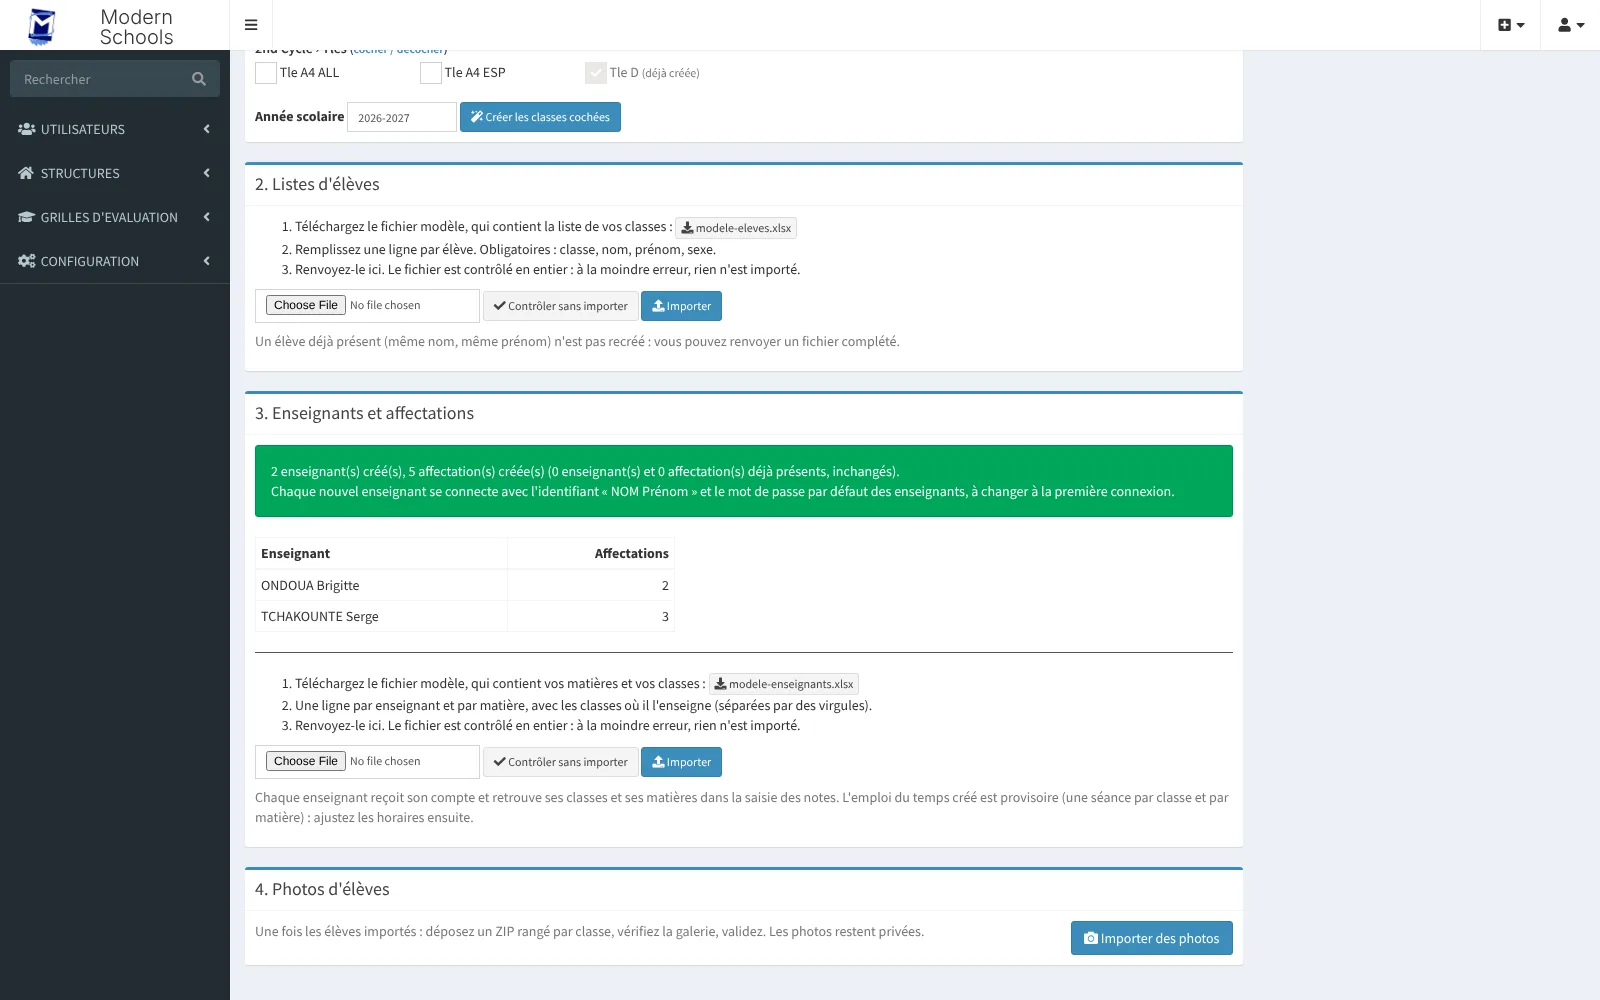 Modern
Schools
Rechercher
UTILISATEURS
STRUCTURES
GRILLES D'EVALUATION
CONFIGURATION
2nd Cycle › Tles (cocher / décocher)
Tle A4 ALL
Tle A4 ESP
Tle D (déjà créée)
Année scolaire 2026-2027 Créer les classes cochées
2. Listes d'élèves
1. Téléchargez le fichier modèle, qui contient la liste de vos classes : modele-eleves.xlsx
2. Remplissez une ligne par élève. Obligatoires : classe, nom, prénom, sexe.
3. Renvoyez-le ici. Le fichier est contrôlé en entier : à la moindre erreur, rien n'est importé.
Choose File No file chosen Contrôler sans importer Importer
Un élève déjà présent (même nom, même prénom) n'est pas recréé : vous pouvez renvoyer un fichier complété.
3. Enseignants et affectations
2 enseignant(s) créé(s), 5 affectation(s) créée(s) (0 enseignant(s) et 0 affectation(s) déjà présents, inchangés).
Chaque nouvel enseignant se connecte avec l'identifiant « NOM Prénom » et le mot de passe par défaut des enseignants, à changer à la première connexion.
Enseignant Affectations
ONDOUA Brigitte 2
TCHAKOUNTE Serge 3
1. Téléchargez le fichier modèle, qui contient vos matières et vos classes : modele-enseignants.xlsx
2. Une ligne par enseignant et par matière, avec les classes où il l'enseigne (séparées par des virgules).
3. Renvoyez-le ici. Le fichier est contrôlé en entier : à la moindre erreur, rien n'est importé.
Choose File No file chosen Contrôler sans importer Importer
Chaque enseignant reçoit son compte et retrouve ses classes et ses matières dans la saisie des notes. L'emploi du temps créé est provisoire (une séance par classe et par
matière) : ajustez les horaires ensuite.
4. Photos d'élèves
Une fois les élèves importés : déposez un ZIP rangé par classe, vérifiez la galerie, validez. Les photos restent privées.
Importer des photos